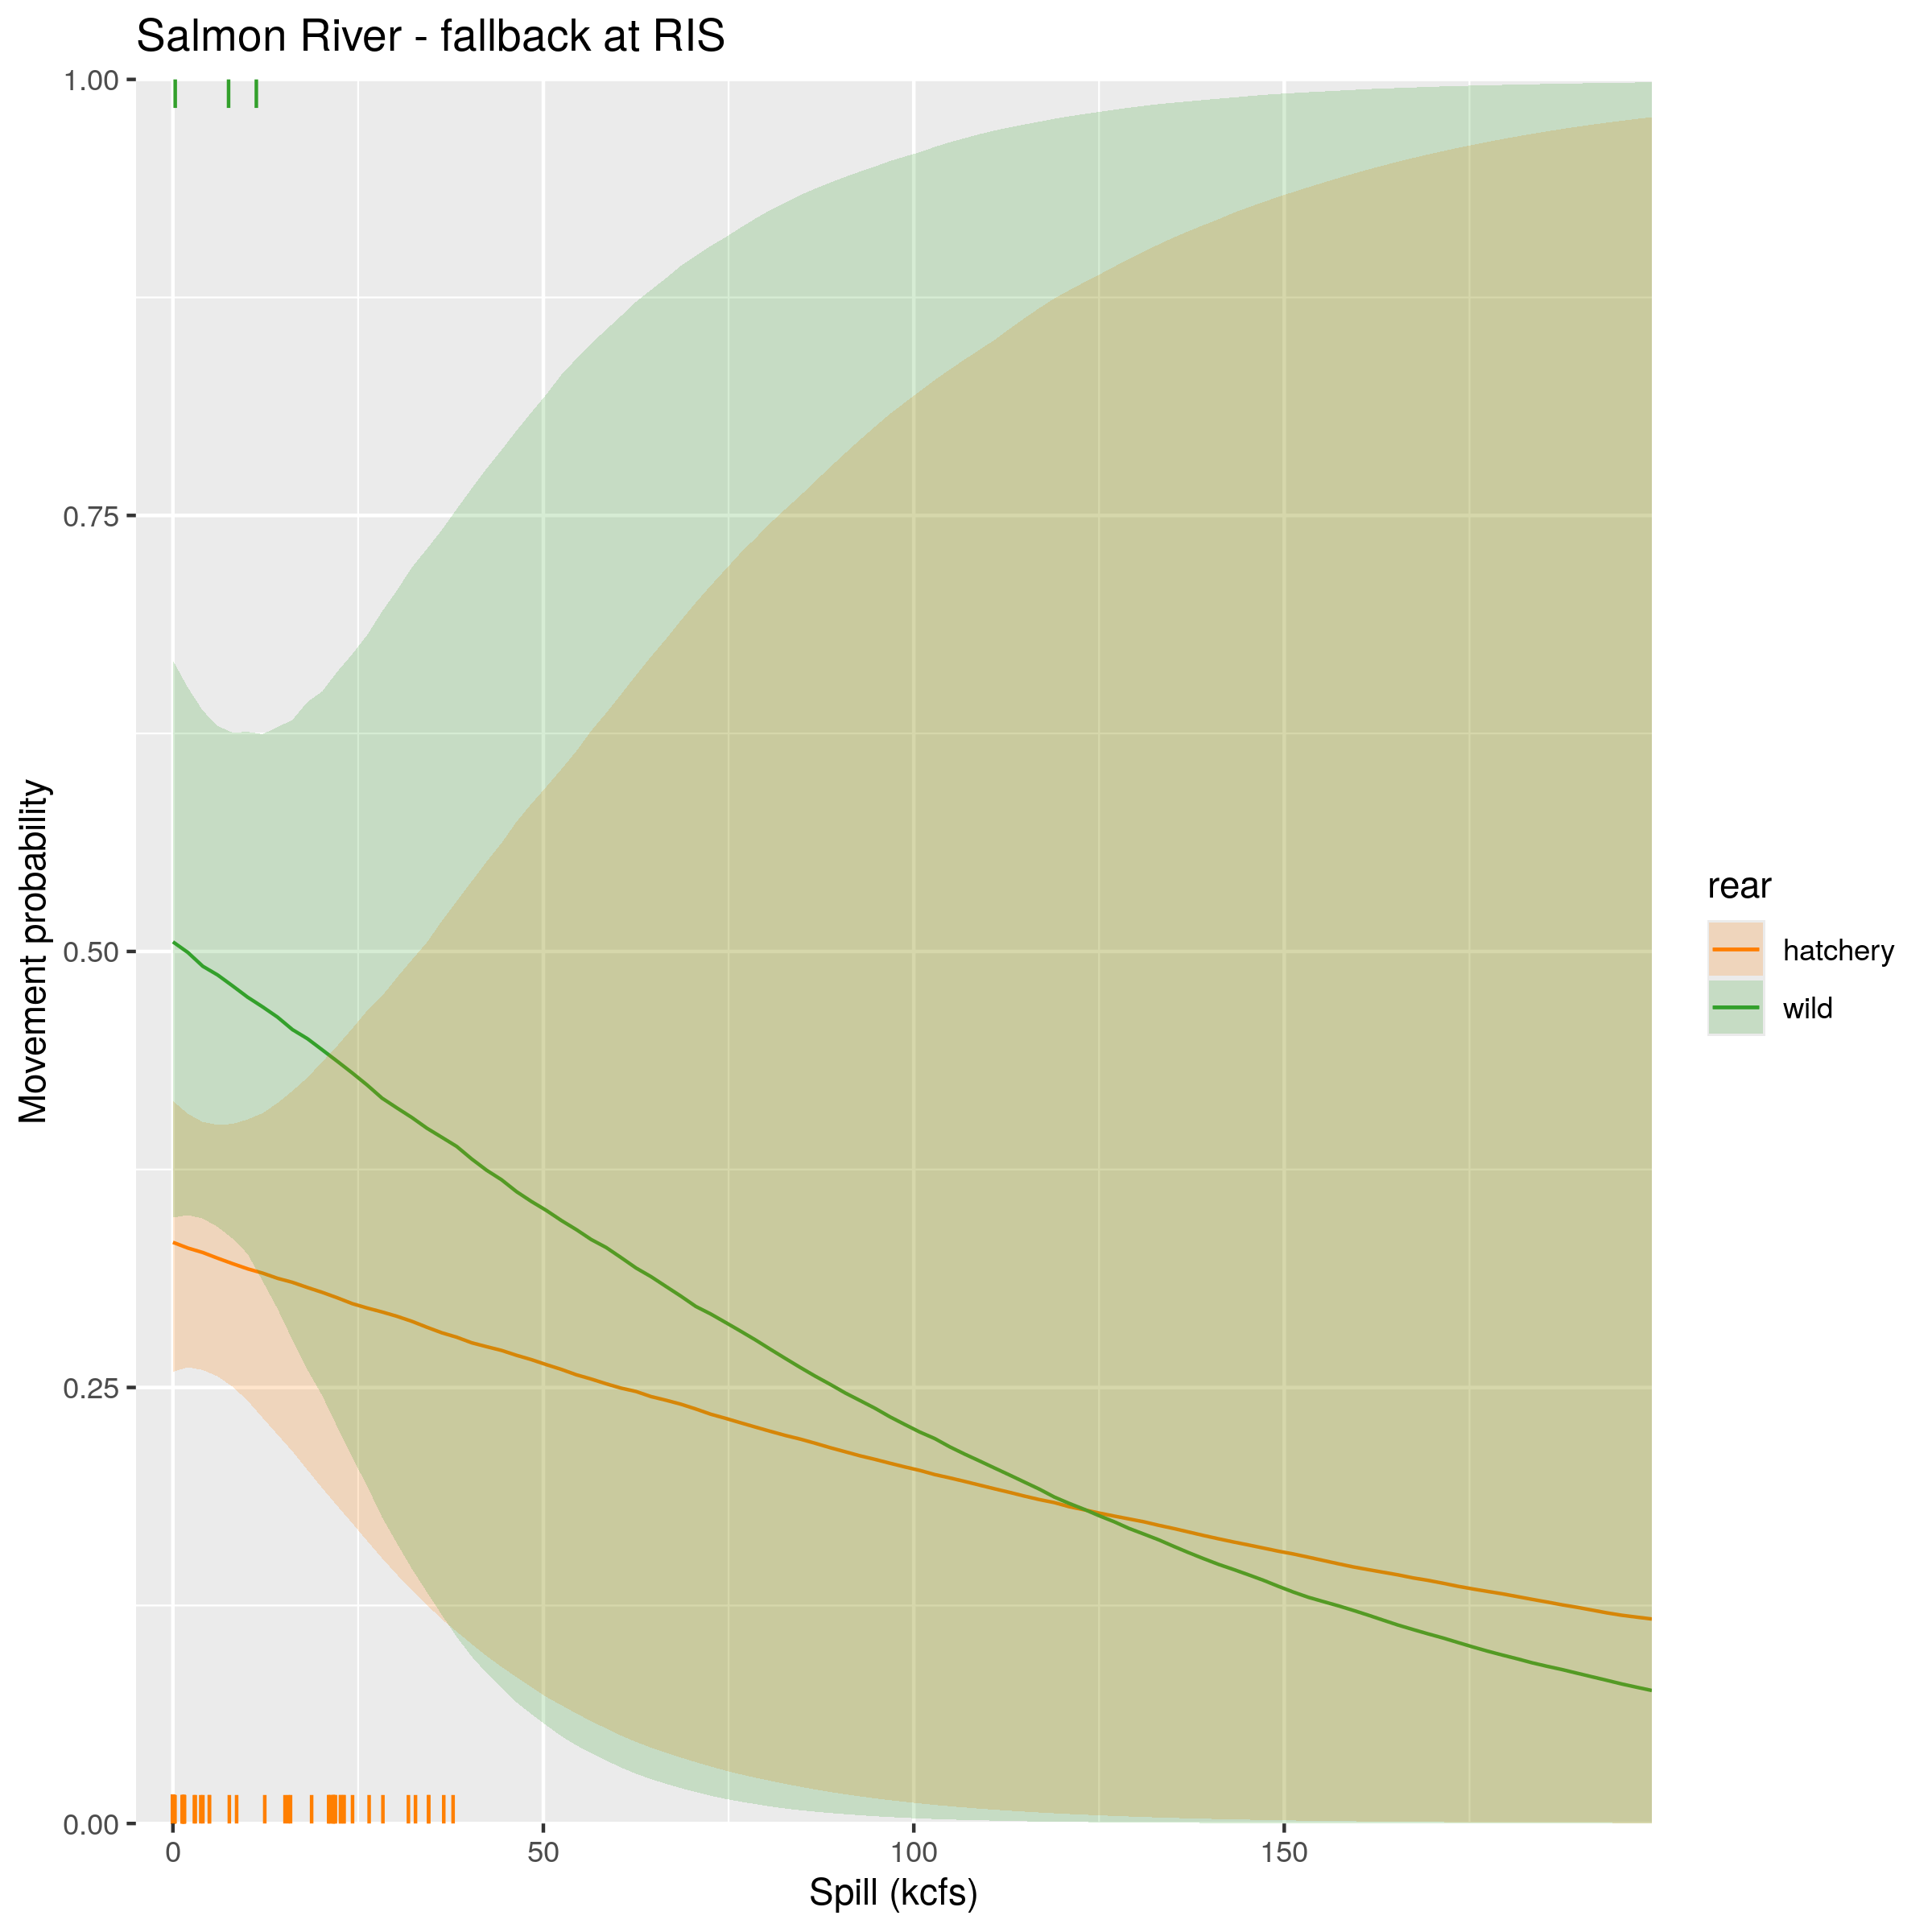 Salmon River - fallback at RIS
1.00
0.75
0.50
0.25
0.00
Movement probability
0
50
100
150
Spill (kcfs)
rear
hatchery
wild